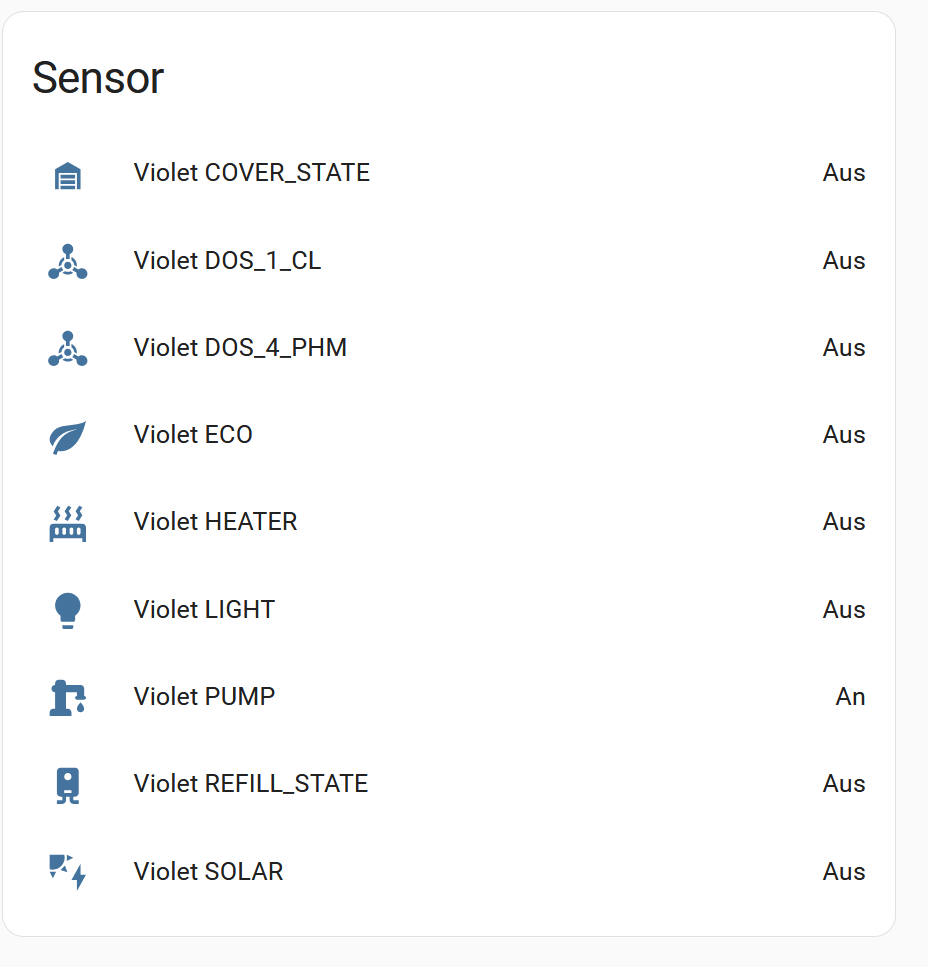 Sensor
Violet COVER_STATE Aus
Violet DOS_1_CL Aus
Violet DOS_4_PHM Aus
Violet ECO Aus
Violet HEATER Aus
Violet LIGHT Aus
Violet PUMP An
Violet REFILL_STATE Aus
Violet SOLAR Aus